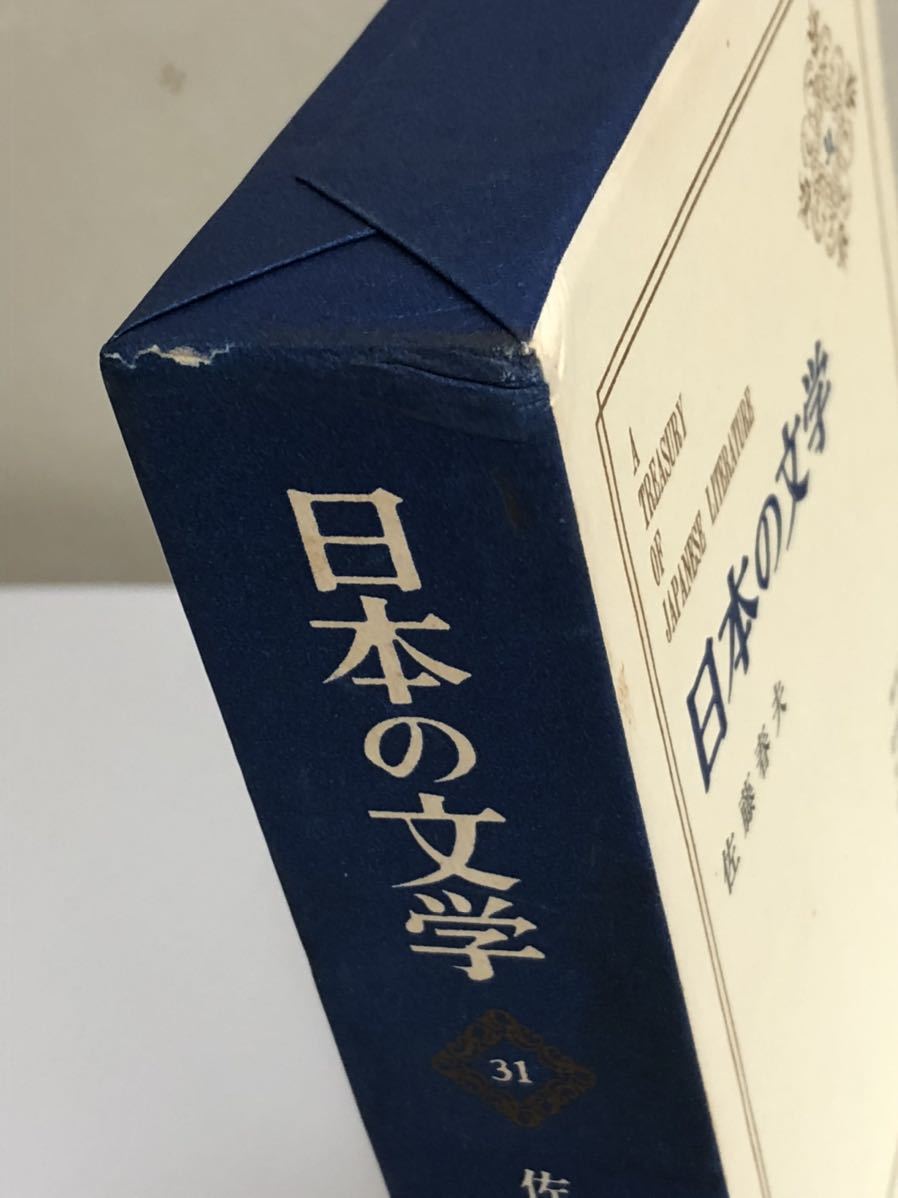 日本の文学
31
佐
A
TREASURY
OF
JAPANESE LITERATURE
日本の文学
佐藤春夫